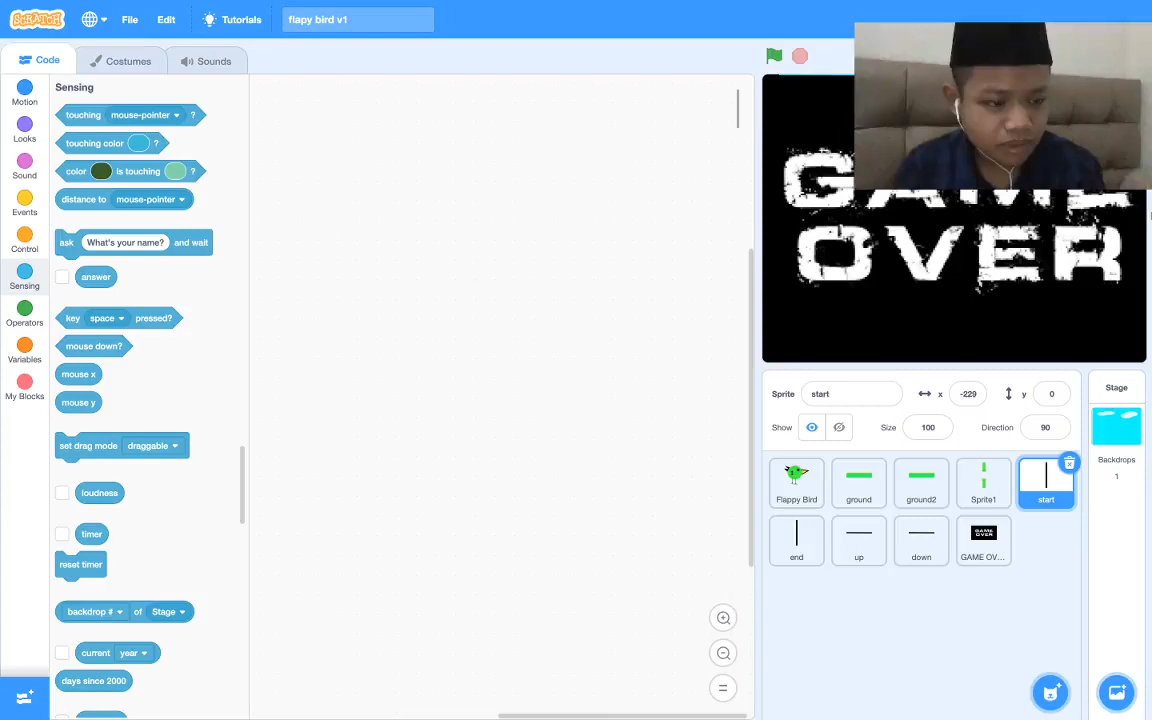 SCRATCH
File
Edit
Tutorials
flapy bird v1
Code
Costumes
Sounds
Motion
Looks
Sound
Events
Control
Sensing
Operators
Variables
My Blocks
Sensing
touching mouse-pointer ?
touching color ?
color is touching ?
distance to mouse-pointer
ask What's your name? and wait
answer
key space pressed?
mouse down?
mouse x
mouse y
set drag mode draggable
loudness
timer
reset timer
backdrop # of Stage
current year
days since 2000
GAME
OVER
Sprite start x -229 y 0
Show Size 100 Direction 90
Flappy Bird
ground
ground2
Sprite1
start
end
up
down
GAME OVER
GAME OV...
Stage
Backdrops
1